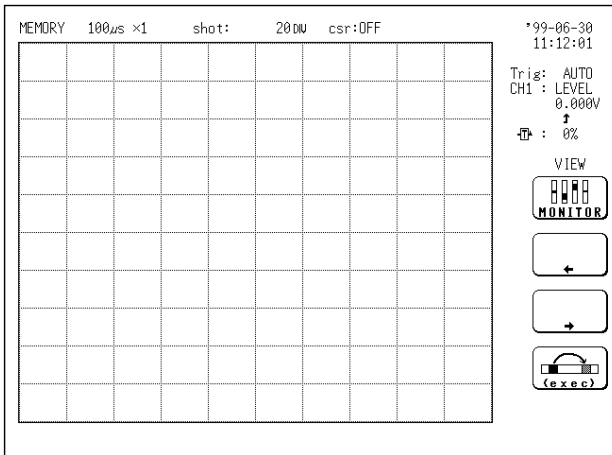 MEMORY 100µs ×1 shot: 20DIV csr:OFF
'99-06-30
11:12:01
Trig: AUTO
CH1 : LEVEL
0.000V
↑
T : 0%
VIEW
MONITOR
←
→
(exec)